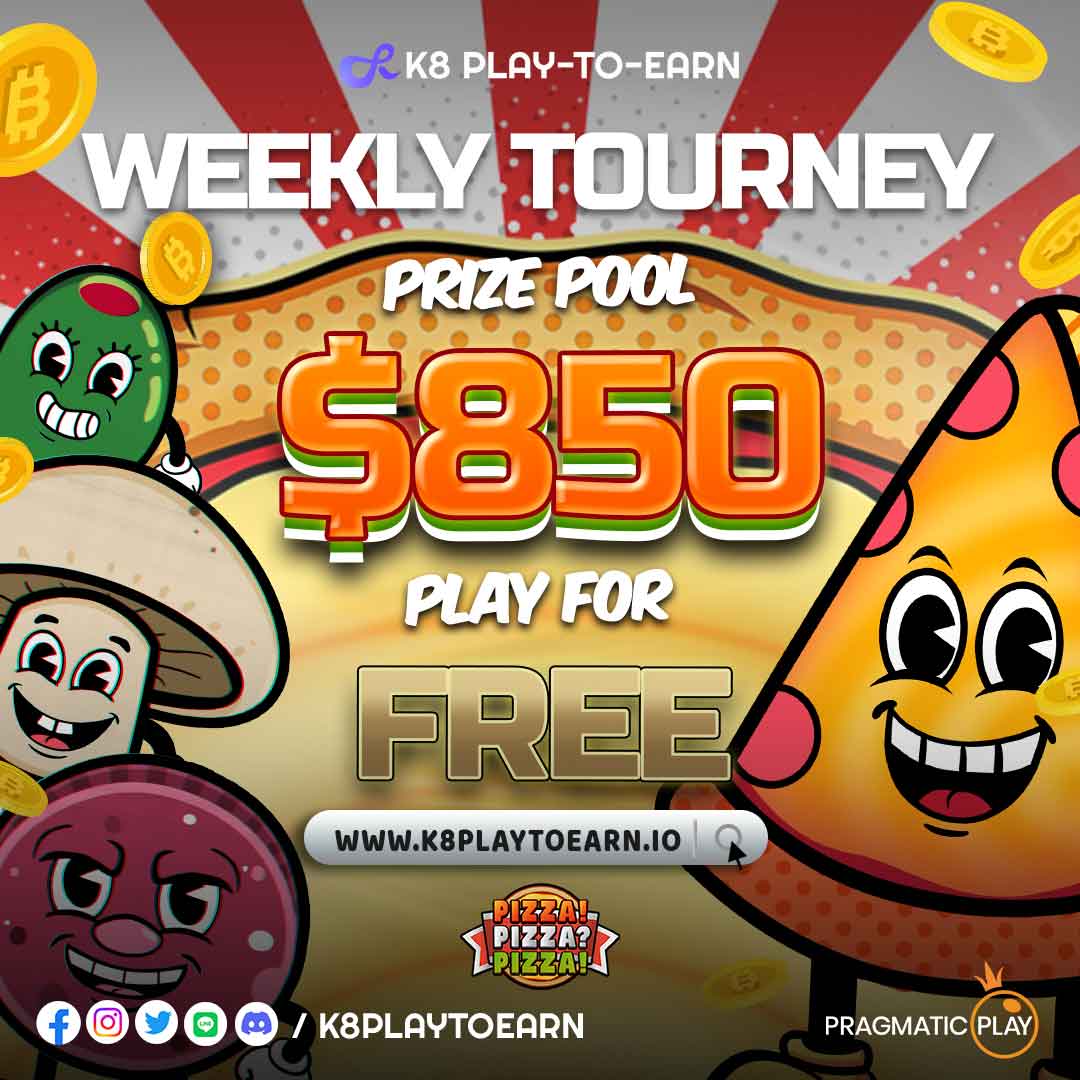 K8 PLAY-TO-EARN
WEEKLY TOURNEY
PRIZE POOL
$850
PLAY FOR
FREE
WWW.K8PLAYTOEARN.IO
PIZZA!
PIZZA?
PIZZA!
LINE
/ K8PLAYTOEARN
PRAGMATIC PLAY